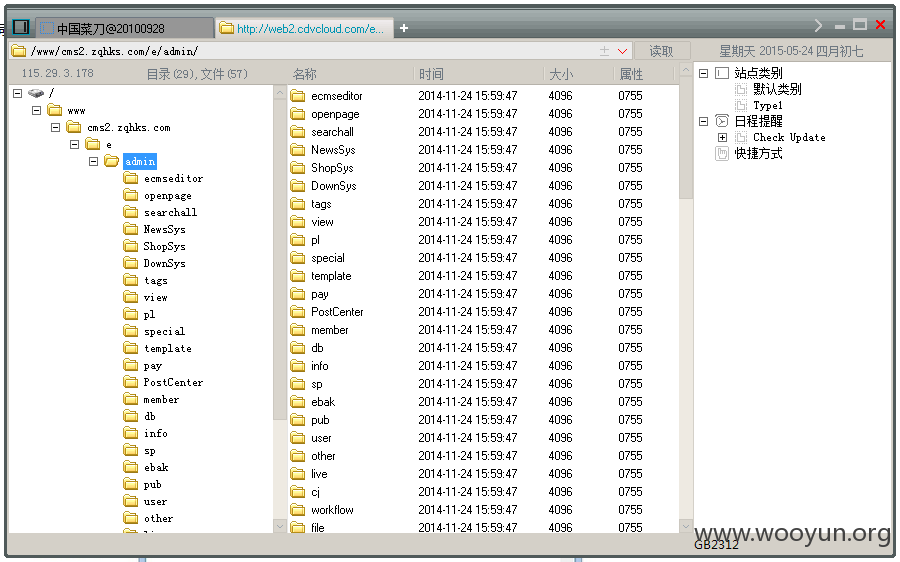 中国菜刀@20100928
http://web2.cdvcloud.com/e...
/www/cms2.zqhks.com/e/admin/
读取
星期天 2015-05-24 四月初七
115.29.3.178
目录(29),文件(57)
名称 时间 大小 属性
/
www
cms2.zqhks.com
e
admin
ecmseditor
openpage
searchall
NewsSys
ShopSys
DownSys
tags
view
pl
special
template
pay
PostCenter
member
db
info
sp
ebak
pub
user
other
ecmseditor 2014-11-24 15:59:47 4096 0755
openpage 2014-11-24 15:59:47 4096 0755
searchall 2014-11-24 15:59:47 4096 0755
NewsSys 2014-11-24 15:59:47 4096 0755
ShopSys 2014-11-24 15:59:47 4096 0755
DownSys 2014-11-24 15:59:47 4096 0755
tags 2014-11-24 15:59:47 4096 0755
view 2014-11-24 15:59:47 4096 0755
pl 2014-11-24 15:59:47 4096 0755
special 2014-11-24 15:59:47 4096 0755
template 2014-11-24 15:59:47 4096 0755
pay 2014-11-24 15:59:47 4096 0755
PostCenter 2014-11-24 15:59:47 4096 0755
member 2014-11-24 15:59:47 4096 0755
db 2014-11-24 15:59:47 4096 0755
info 2014-11-24 15:59:47 4096 0755
sp 2014-11-24 15:59:47 4096 0755
ebak 2014-11-24 15:59:47 4096 0755
pub 2014-11-24 15:59:47 4096 0755
user 2014-11-24 15:59:47 4096 0755
other 2014-11-24 15:59:47 4096 0755
live 2014-11-24 15:59:47 4096 0755
cj 2014-11-24 15:59:47 4096 0755
workflow 2014-11-24 15:59:47 4096 0755
file 2014-11-24 15:59:47 4096 0755
站点类别
默认类别
Type1
日程提醒
Check Update
快捷方式
www.wooyun.org
GB2312